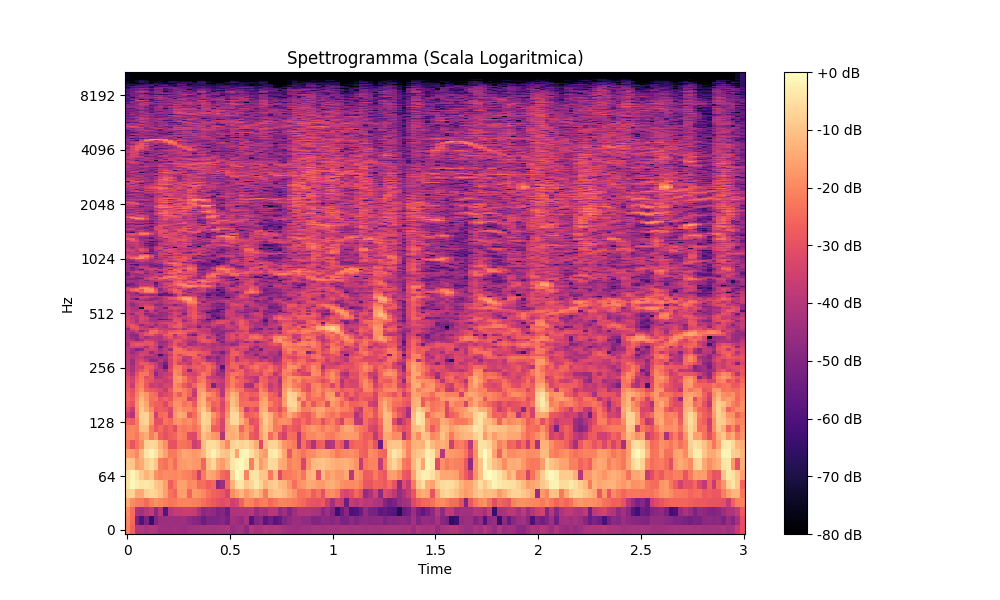 Spettrogramma (Scala Logaritmica)
Hz
8192
4096
2048
1024
512
256
128
64
0
0 0.5 1 1.5 2 2.5 3
Time
+0 dB
-10 dB
-20 dB
-30 dB
-40 dB
-50 dB
-60 dB
-70 dB
-80 dB